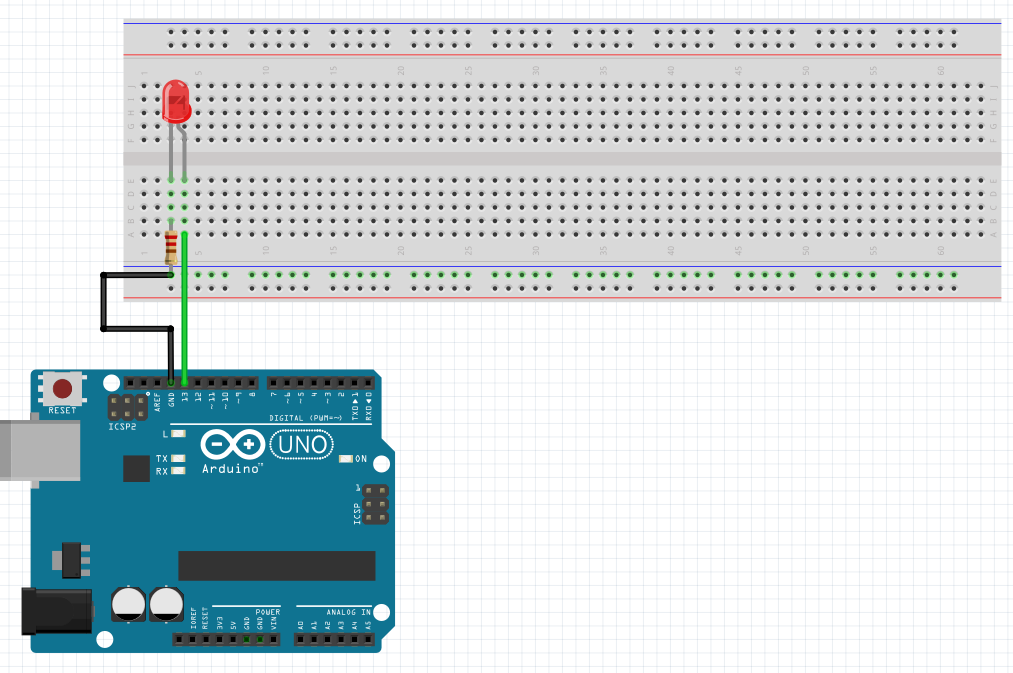 1 5 10 15 20 25 30 35 40 45 50 55 60
J J
I I
H H
G G
F F
E E
D D
C C
B B
A A
1 5 10 15 20 25 30 35 40 45 50 55 60
RESET
ICSP2
AREF
GND
13
12
~11
~10
~9
8
7
~6
~5
4
~3
2
TXD▶1
RXD◀0
DIGITAL (PWM=~)
L
TX
RX
UNO
Arduino™
ON
1
ICSP
IOREF
RESET
3V3
5V
GND
GND
VIN
POWER
A0
A1
A2
A3
A4
A5
ANALOG IN